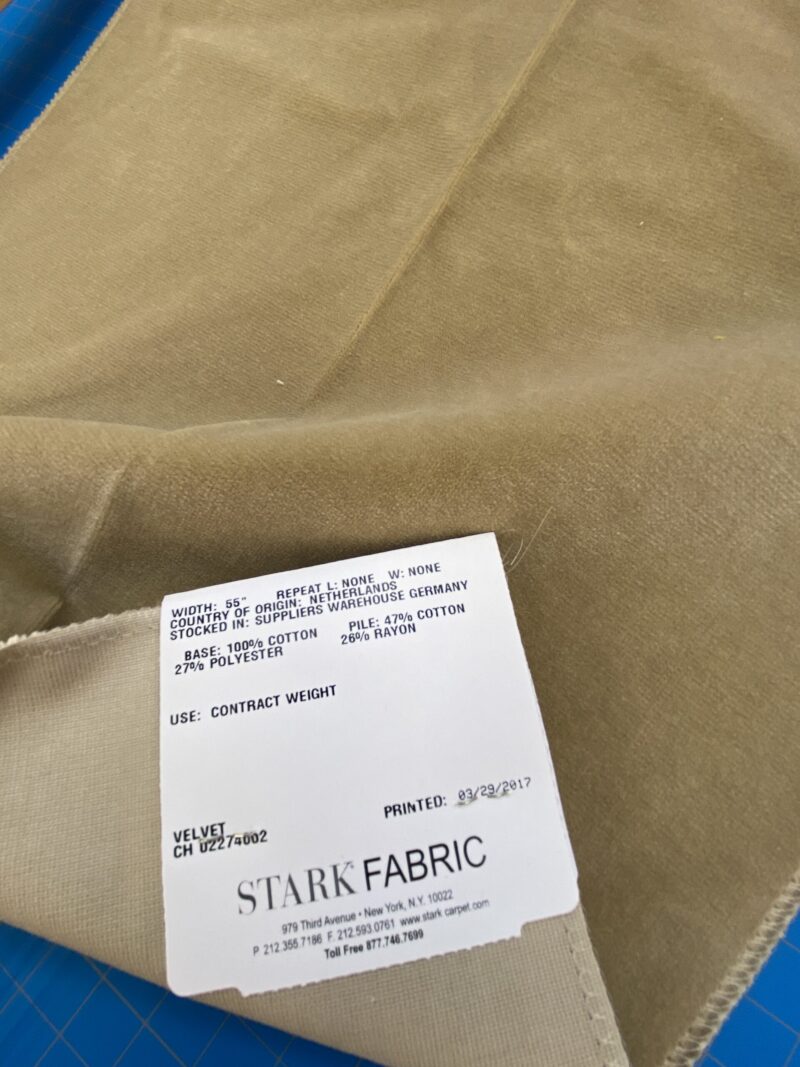 WIDTH: 55" REPEAT L: NONE W: NONE
COUNTRY OF ORIGIN: NETHERLANDS
STOCKED IN: SUPPLIERS WAREHOUSE GERMANY
BASE: 100% COTTON PILE: 47% COTTON
27% POLYESTER 26% RAYON
USE: CONTRACT WEIGHT
PRINTED: 03/29/2017
VELVET
CH 02274002
STARK FABRIC
979 Third Avenue • New York, N.Y. 10022
P 212.355.7186 F. 212.593.0761 www.stark carpet.com
Toll Free 877.746.7699